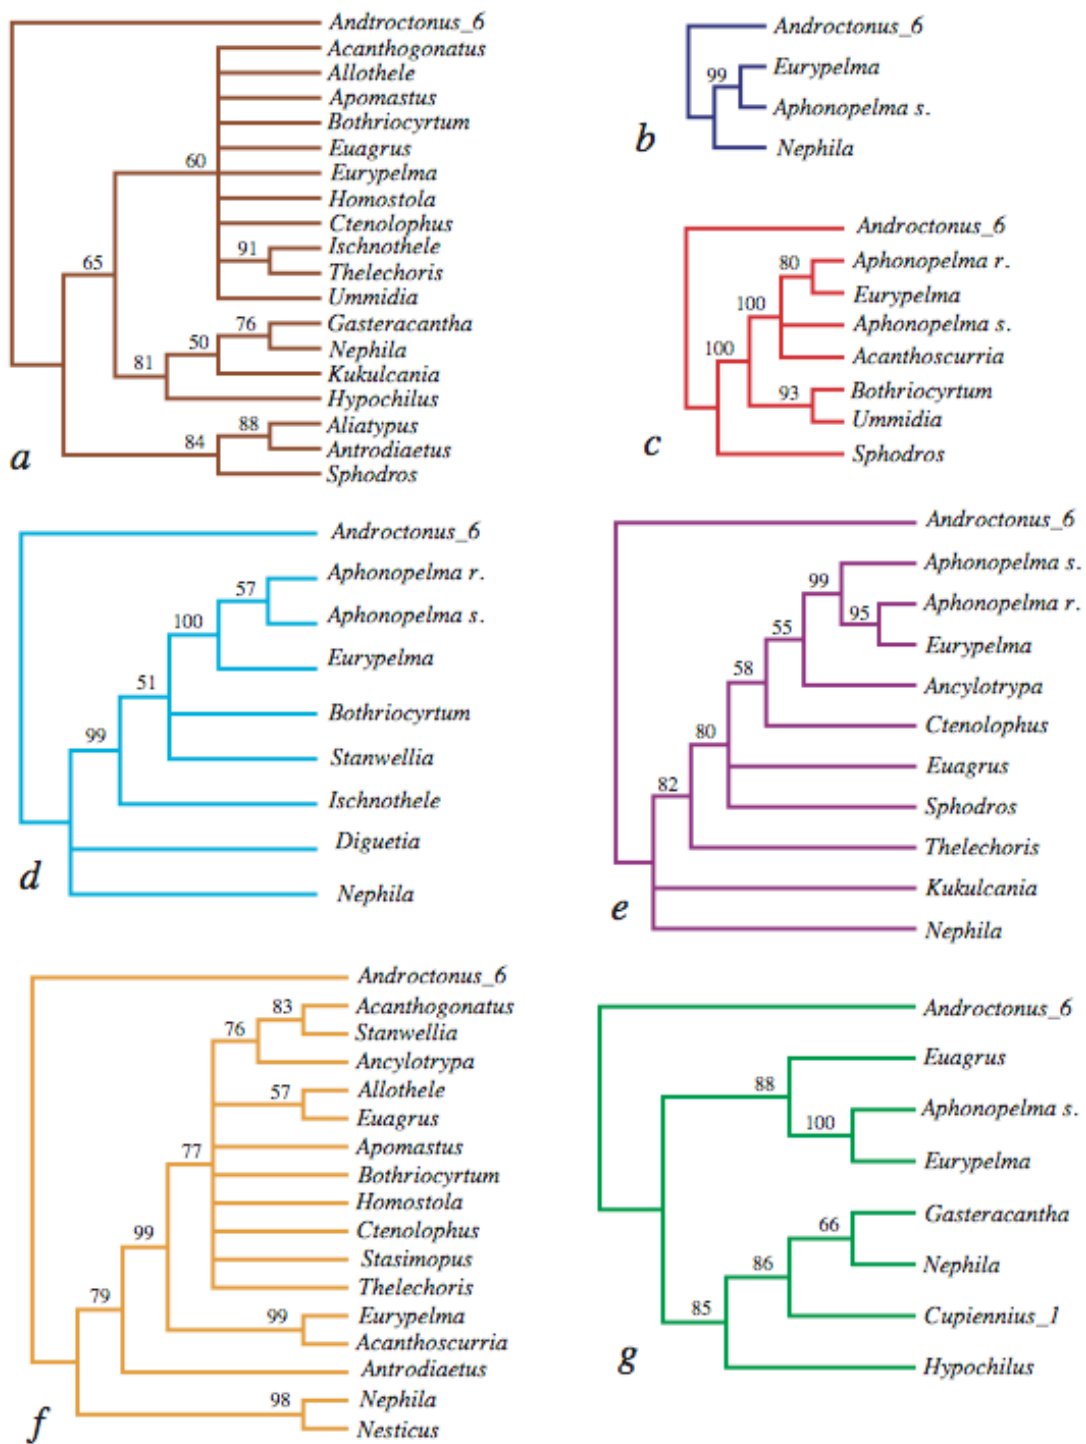 Andtroctonus_6
Acanthogonatus
Allothele
Apomastus
Bothriocyrtum
Euagrus
60
Eurypelma
Homostola
Ctenolophus
91
Ischnothele
Thelechoris
65
Ummidia
76
Gasteracantha
50
Nephila
81
Kukulcania
Hypochilus
88
Aliatypus
84
Antrodiaetus
Sphodros
a
Androctonus_6
99
Eurypelma
Aphonopelma s.
Nephila
b
Androctonus_6
80
Aphonopelma r.
Eurypelma
100
Aphonopelma s.
100
Acanthoscurria
93
Bothriocyrtum
Ummidia
Sphodros
c
Androctonus_6
57
Aphonopelma r.
100
Aphonopelma s.
Eurypelma
51
Bothriocyrtum
99
Stanwellia
Ischnothele
Diguetia
Nephila
d
Androctonus_6
99
Aphonopelma s.
95
Aphonopelma r.
55
Eurypelma
58
Ancylotrypa
80
Ctenolophus
82
Euagrus
Sphodros
Thelechoris
Kukulcania
Nephila
e
Androctonus_6
83
Acanthogonatus
76
Stanwellia
Ancylotrypa
57
Allothele
Euagrus
77
Apomastus
Bothriocyrtum
Homostola
99
Ctenolophus
Stasimopus
79
Thelechoris
99
Eurypelma
Acanthoscurria
Antrodiaetus
98
Nephila
Nesticus
f
Androctonus_6
Euagrus
88
Aphonopelma s.
100
Eurypelma
66
Gasteracantha
86
Nephila
85
Cupiennius_1
Hypochilus
g